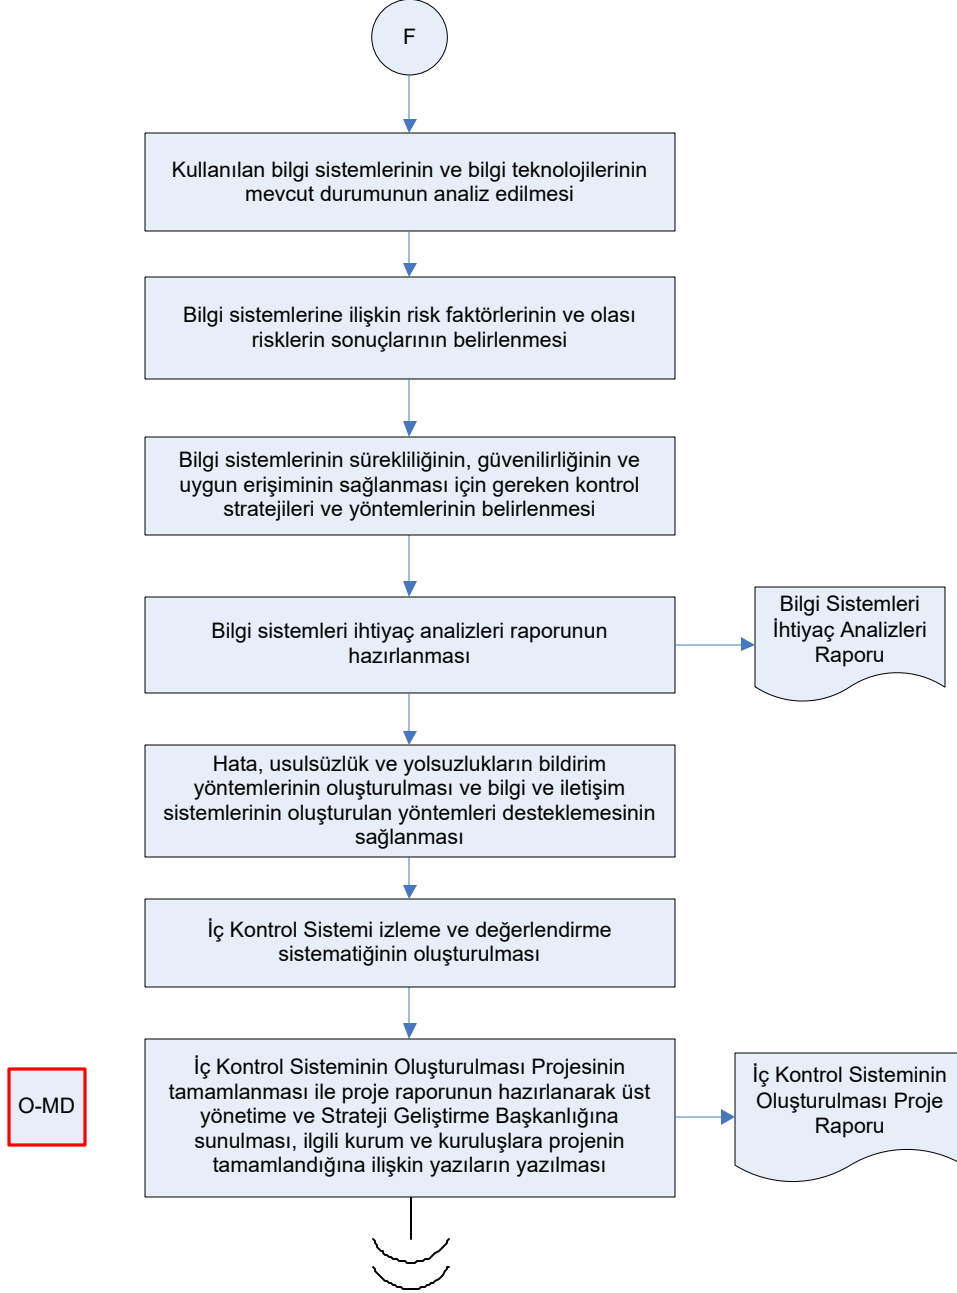 F
Kullanılan bilgi sistemlerinin ve bilgi teknolojilerinin
mevcut durumunun analiz edilmesi
Bilgi sistemlerine ilişkin risk faktörlerinin ve olası
risklerin sonuçlarının belirlenmesi
Bilgi sistemlerinin sürekliliğinin, güvenilirliğinin ve
uygun erişiminin sağlanması için gereken kontrol
stratejileri ve yöntemlerinin belirlenmesi
Bilgi sistemleri ihtiyaç analizleri raporunun
hazırlanması
Bilgi Sistemleri
İhtiyaç Analizleri
Raporu
Hata, usulsüzlük ve yolsuzlukların bildirim
yöntemlerinin oluşturulması ve bilgi ve iletişim
sistemlerinin oluşturulan yöntemleri desteklemesinin
sağlanması
İç Kontrol Sistemi izleme ve değerlendirme
sistematiğinin oluşturulması
O-MD
İç Kontrol Sisteminin Oluşturulması Projesinin
tamamlanması ile proje raporunun hazırlanarak üst
yönetime ve Strateji Geliştirme Başkanlığına
sunulması, ilgili kurum ve kuruluşlara projenin
tamamlandığına ilişkin yazıların yazılması
İç Kontrol Sisteminin
Oluşturulması Proje
Raporu